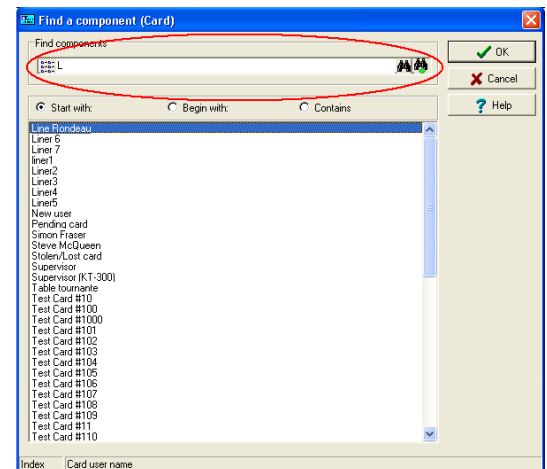 Find a component (Card)
Find components
L
OK
Cancel
Help
Start with:
Begin with:
Contains
Line Rondeau
Liner 6
Liner 7
liner1
Liner2
Liner3
Liner4
Liner5
New user
Pending card
Simon Fraser
Steve McQueen
Stolen/Lost card
Supervisor
Supervisor (KT-300)
Table tournante
Test Card #10
Test Card #100
Test Card #1000
Test Card #101
Test Card #102
Test Card #103
Test Card #104
Test Card #105
Test Card #106
Test Card #107
Test Card #108
Test Card #109
Test Card #11
Test Card #110
Index
Card user name